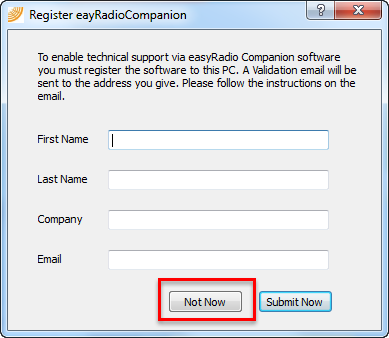 Register eayRadioCompanion
To enable technical support via easyRadio Companion software
you must register the software to this PC. A Validation email will be
sent to the address you give. Please follow the instructions on the
email.
First Name
Last Name
Company
Email
Not Now
Submit Now